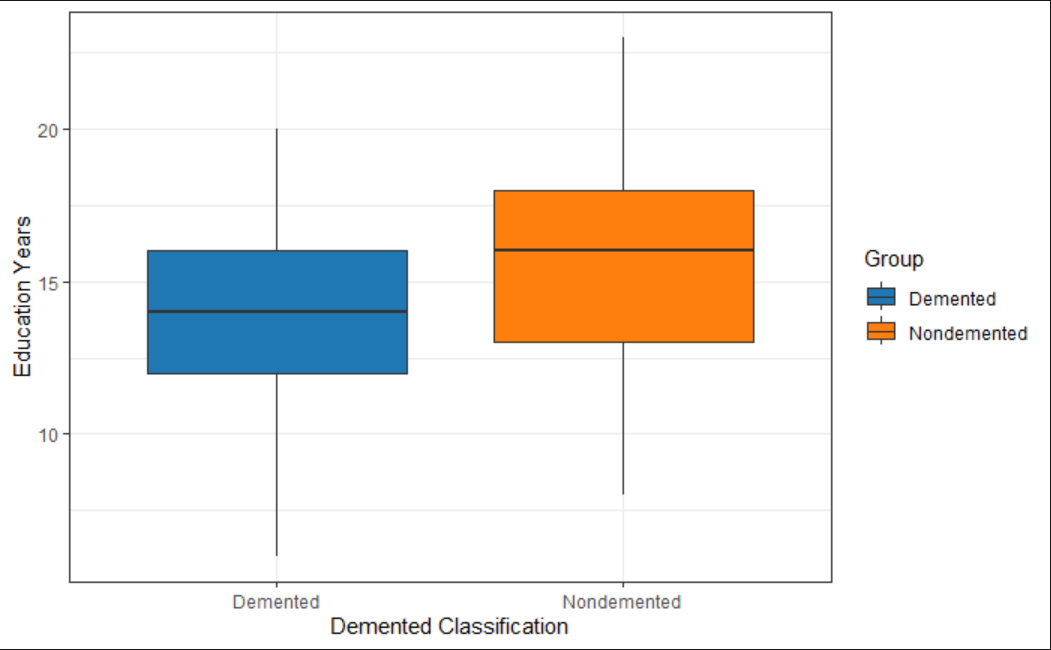 Education Years
20
15
10
Demented
Nondemented
Demented Classification
Group
Demented
Nondemented